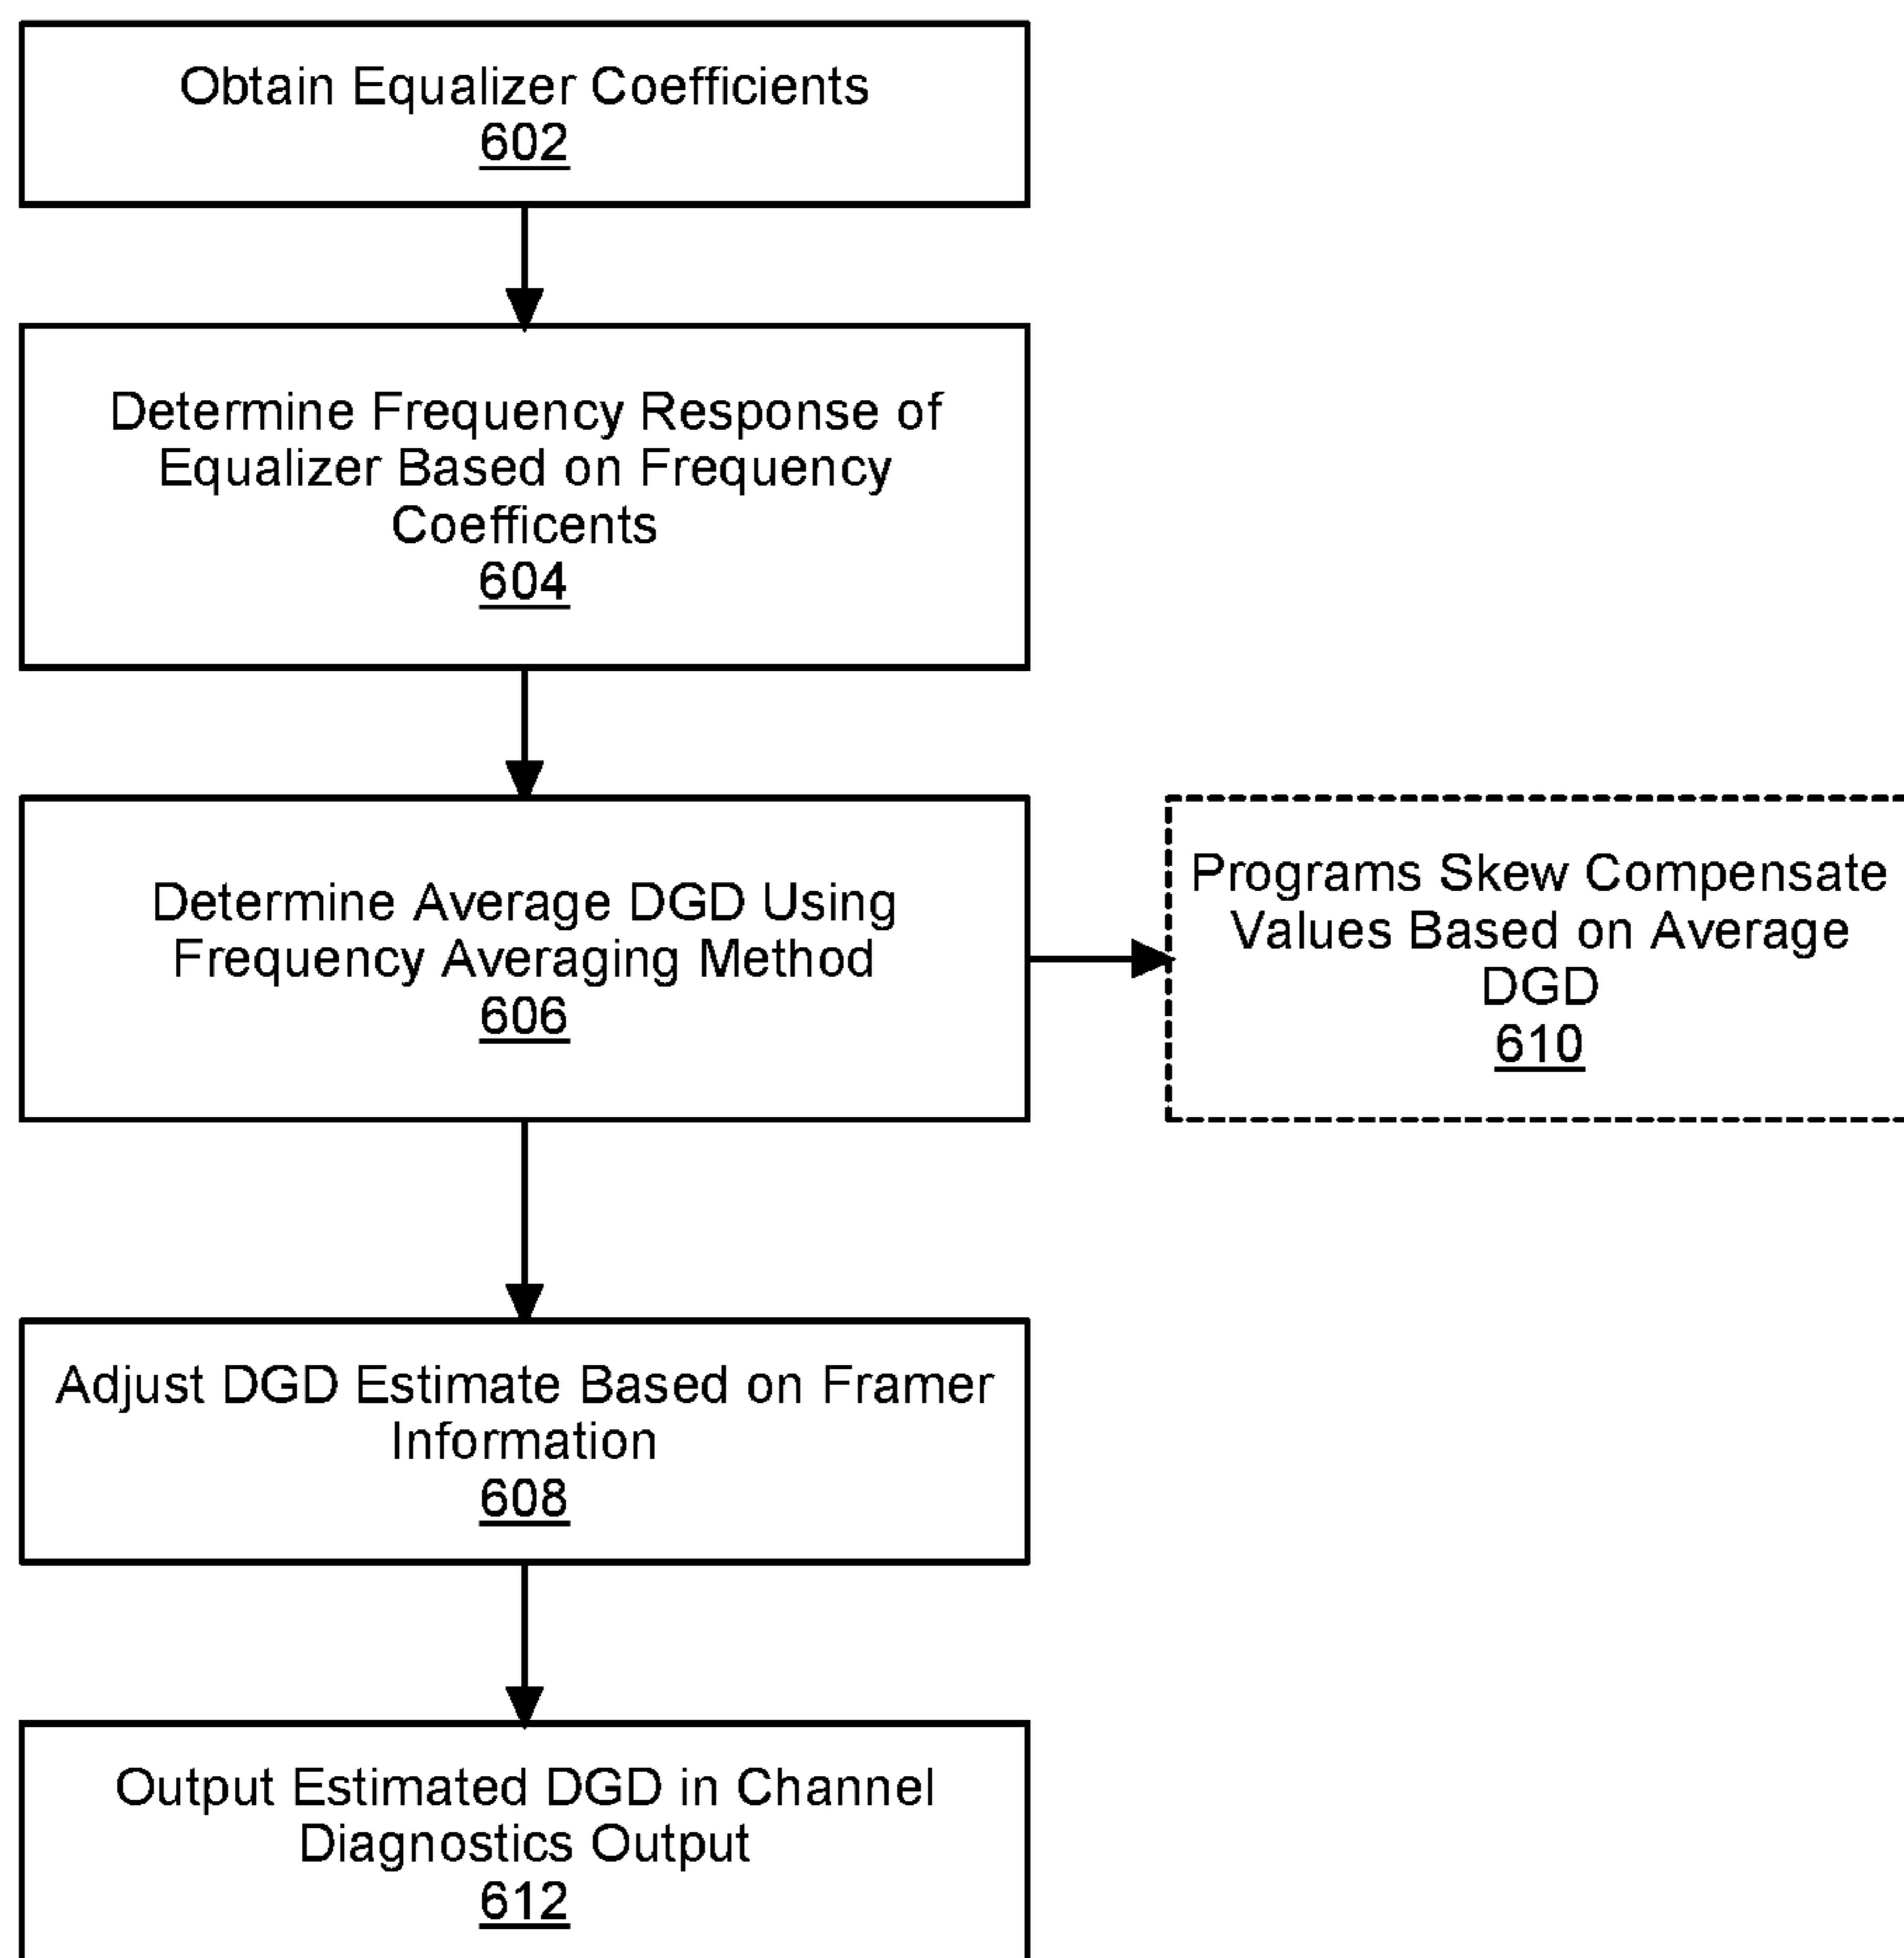 Obtain Equalizer Coefficients
602
Determine Frequency Response of
Equalizer Based on Frequency
Coefficents
604
Determine Average DGD Using
Frequency Averaging Method
606
Programs Skew Compensate
Values Based on Average
DGD
610
Adjust DGD Estimate Based on Framer
Information
608
Output Estimated DGD in Channel
Diagnostics Output
612